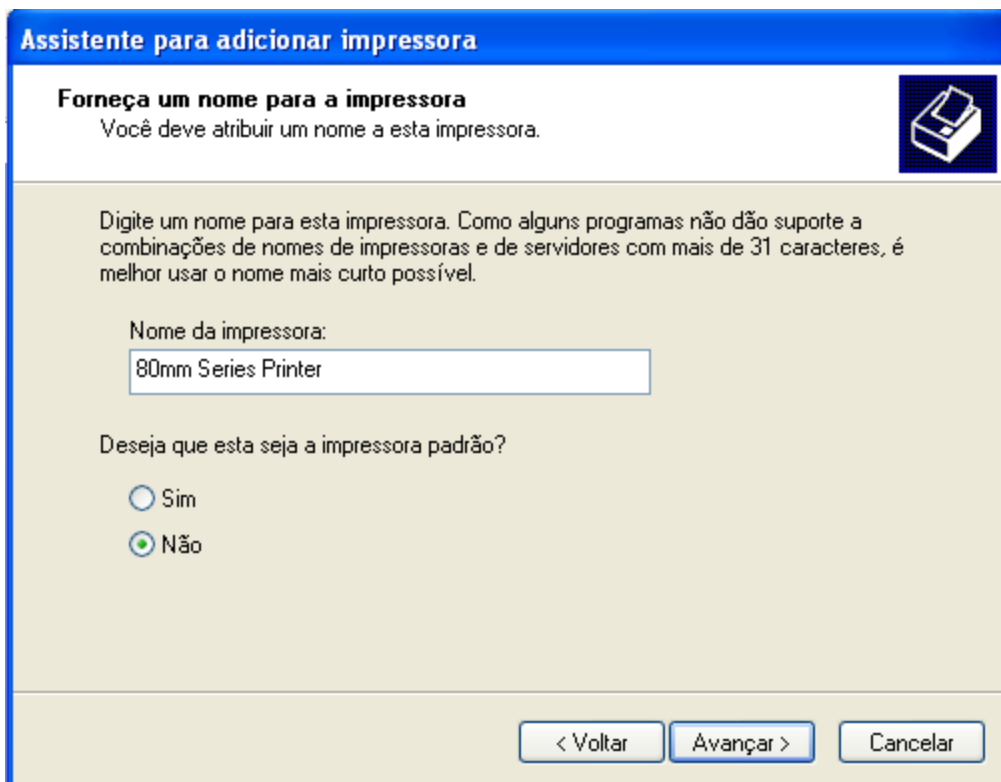 Assistente para adicionar impressora
Forneça um nome para a impressora
Você deve atribuir um nome a esta impressora.
Digite um nome para esta impressora. Como alguns programas não dão suporte a
combinações de nomes de impressoras e de servidores com mais de 31 caracteres, é
melhor usar o nome mais curto possível.
Nome da impressora:
80mm Series Printer
Deseja que esta seja a impressora padrão?
Sim
Não
< Voltar
Avançar >
Cancelar